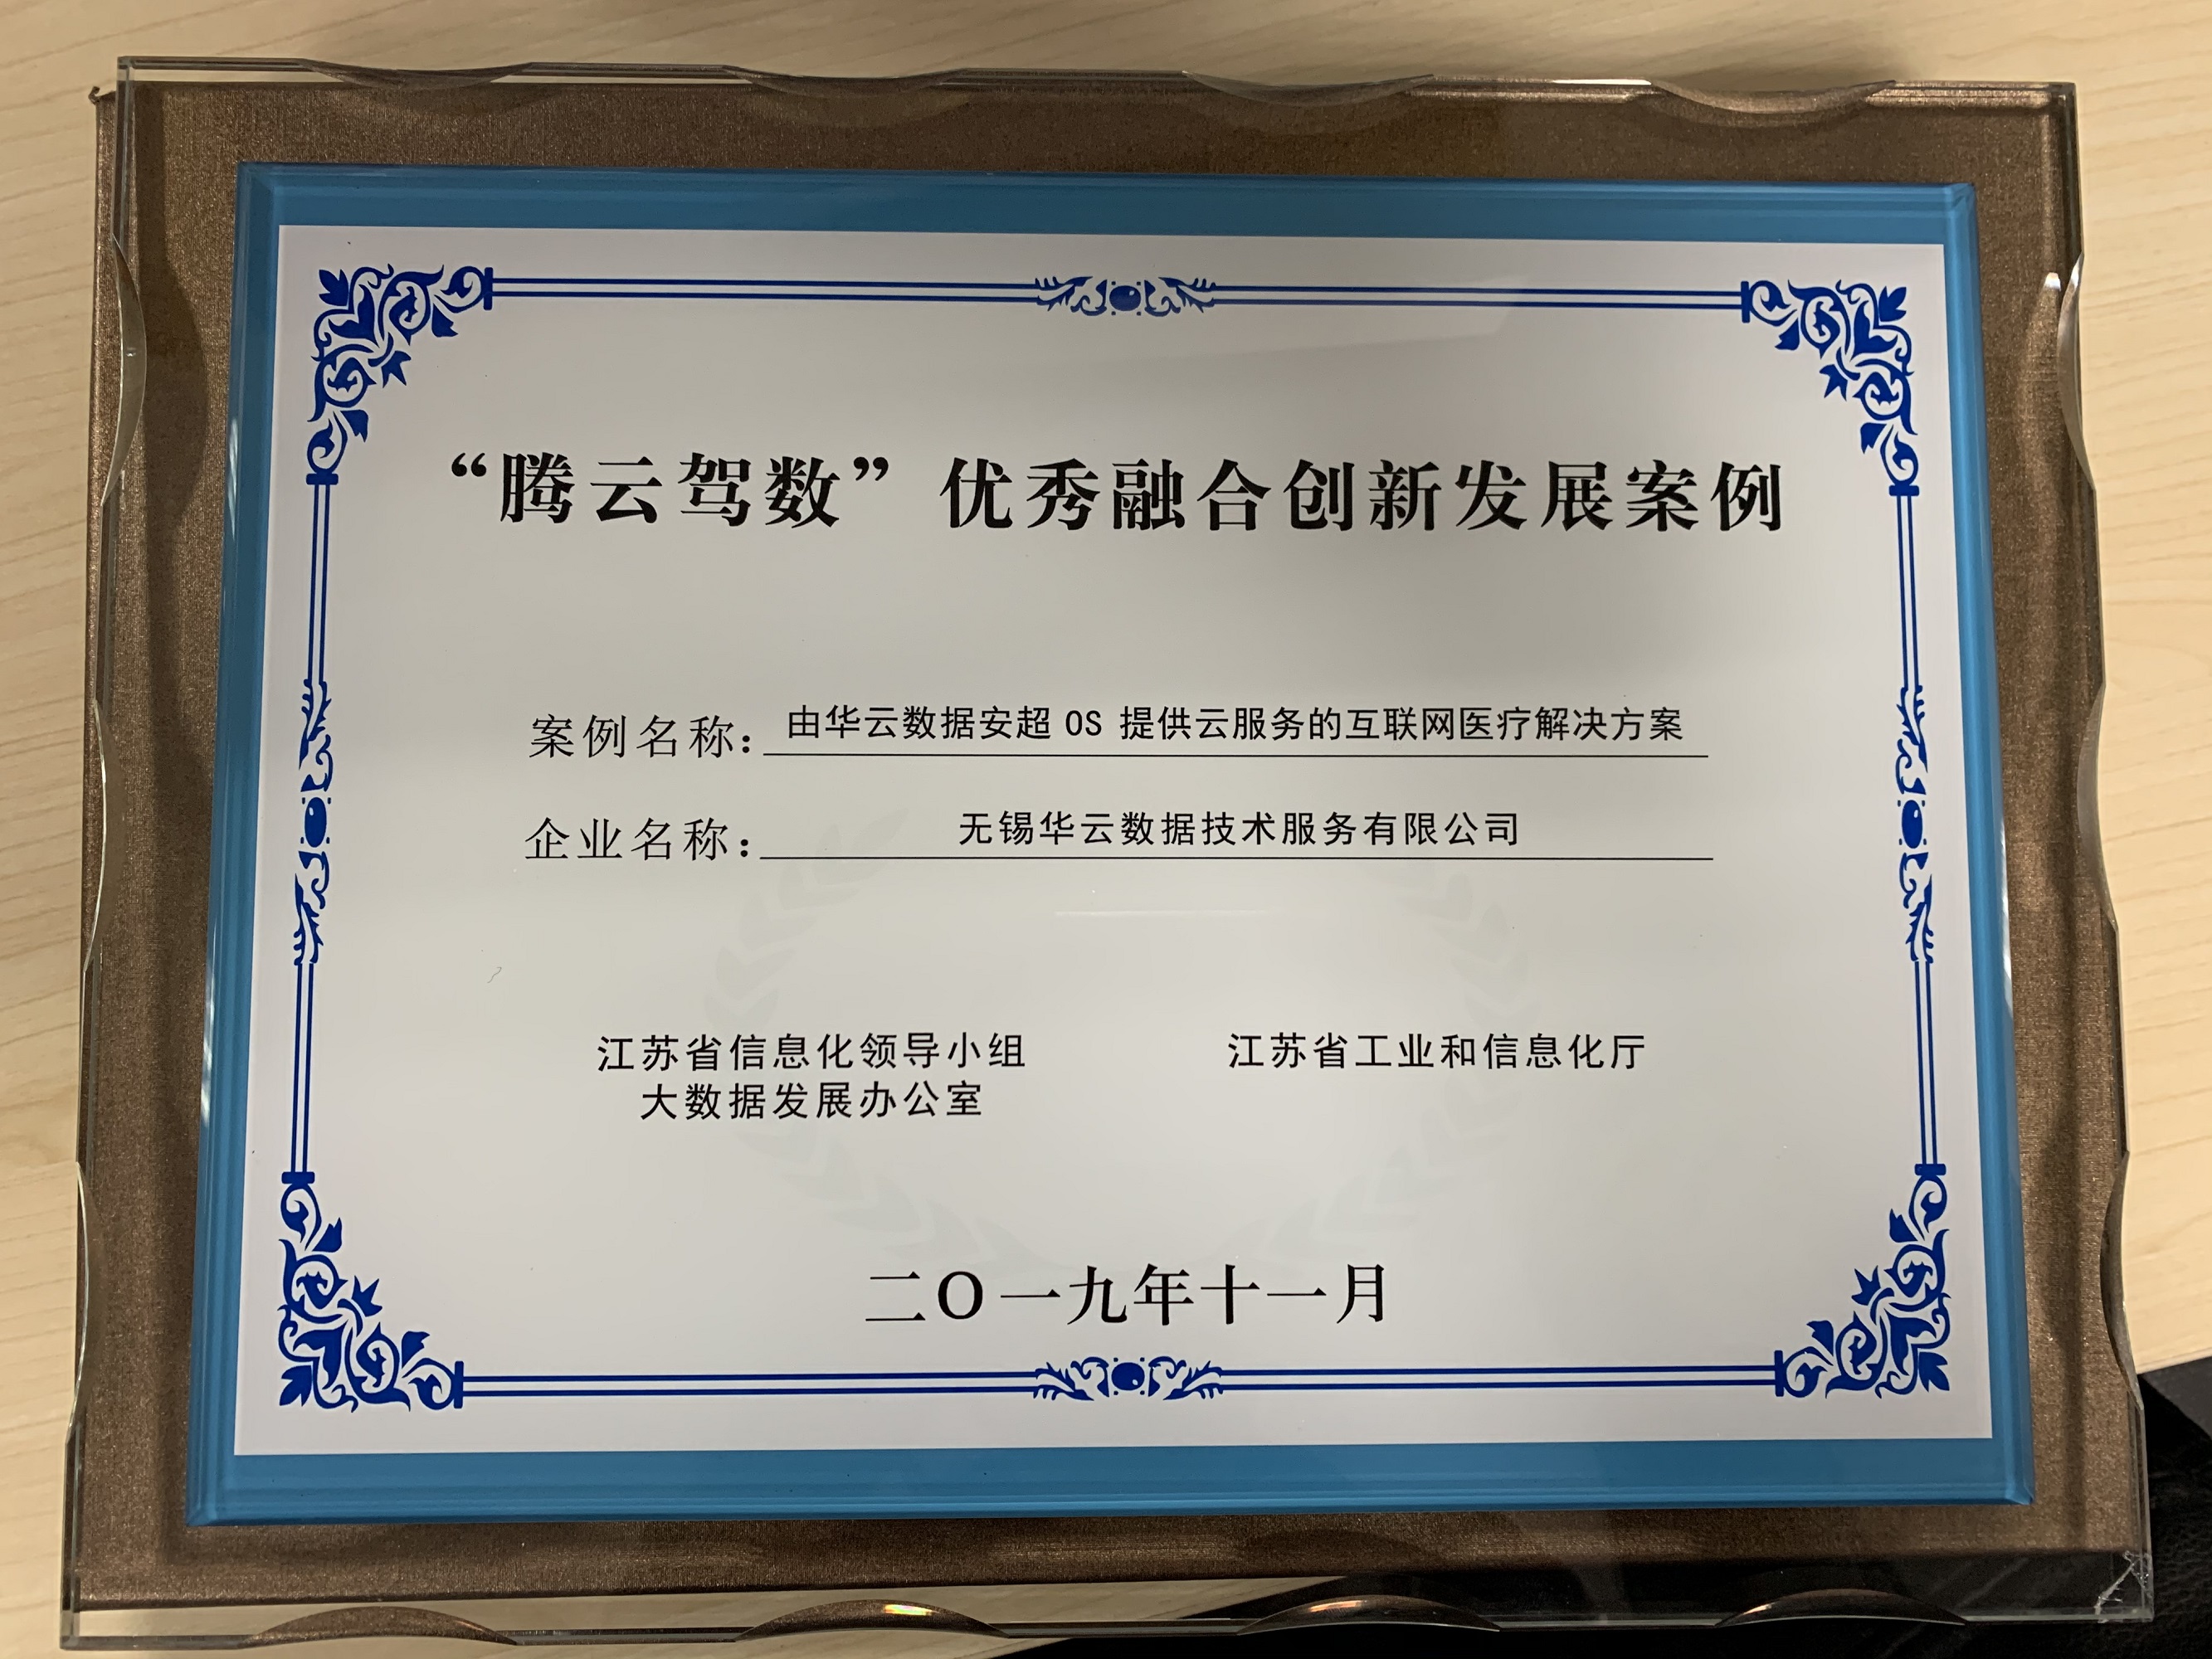 “腾云驾数”优秀融合创新发展案例
案例名称：由华云数据安超 OS 提供云服务的互联网医疗解决方案
企业名称：无锡华云数据技术服务有限公司
江苏省信息化领导小组
大数据发展办公室
江苏省工业和信息化厅
二O一九年十一月